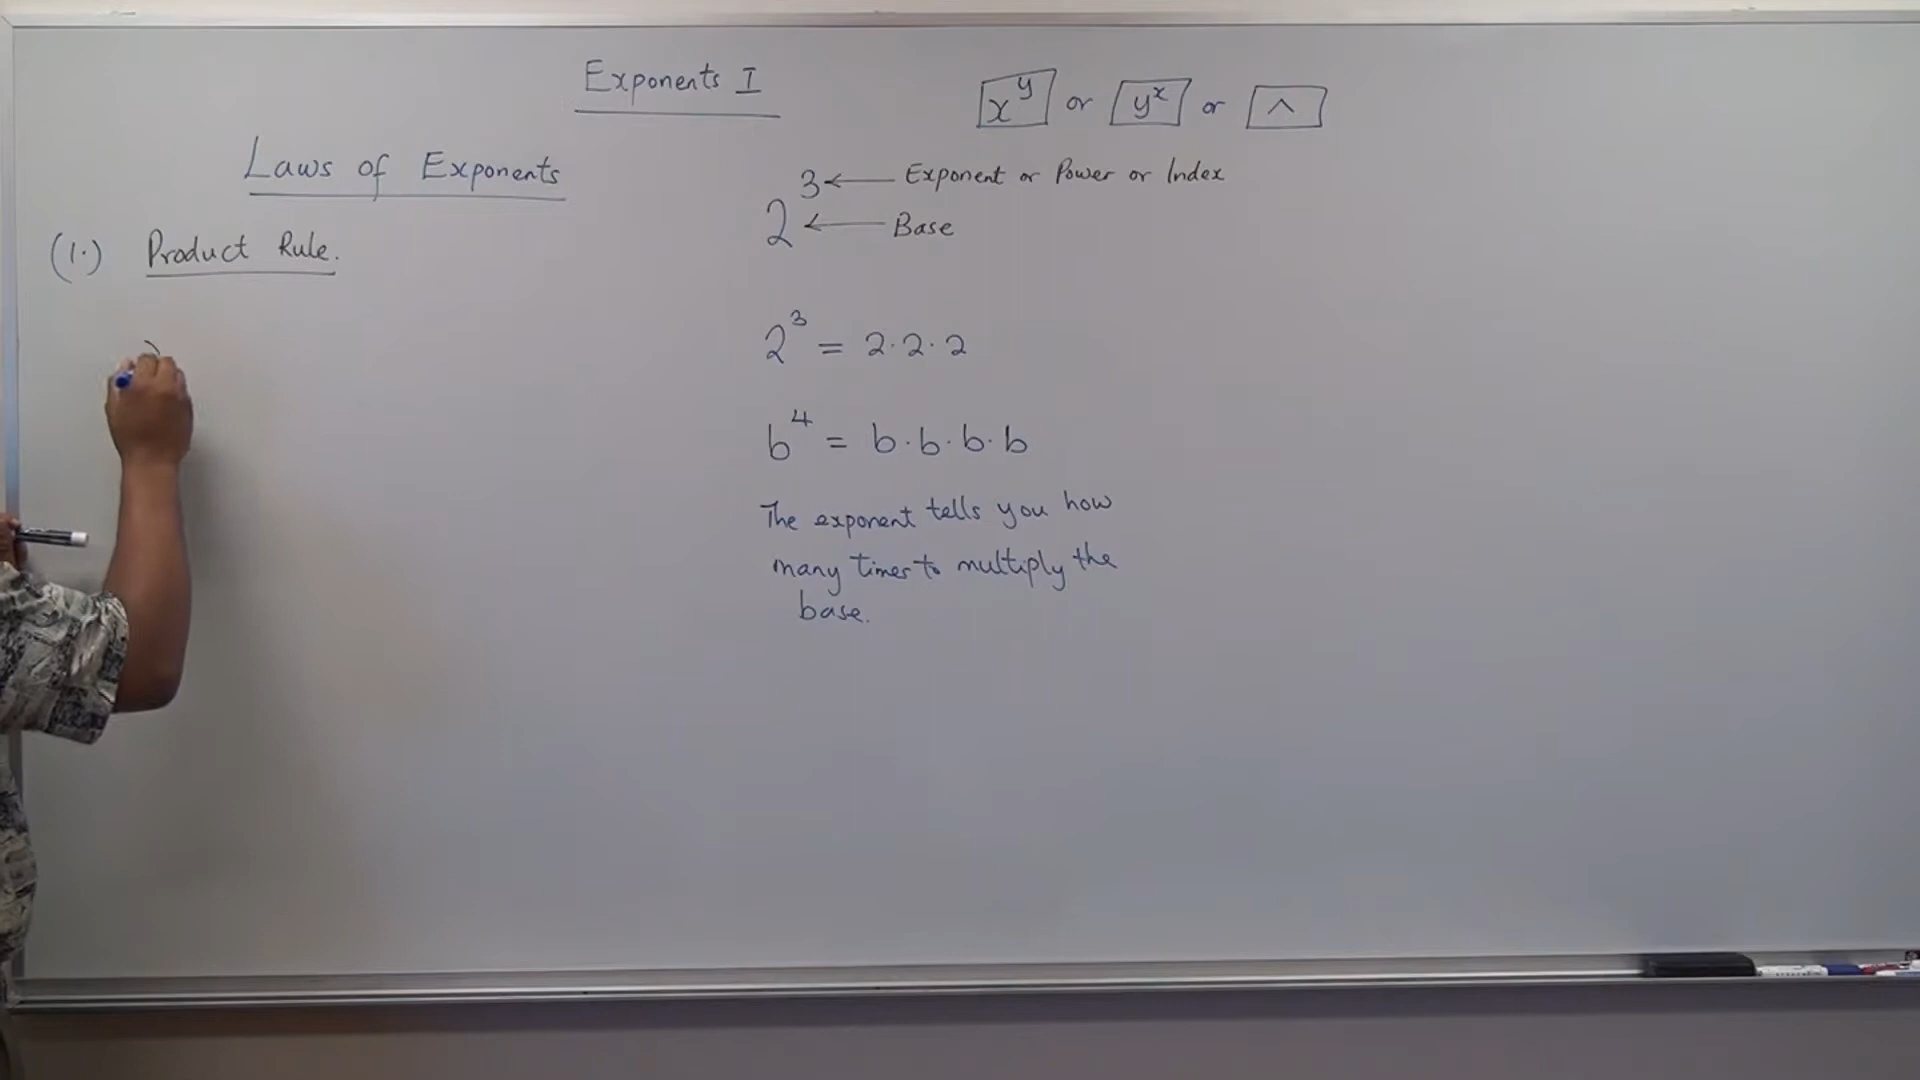 Exponents I
x^y or y^x or ^
Laws of Exponents
3 ← Exponent or Power or Index
2 ← Base
(1.) Product Rule.
2^3 = 2·2·2
b^4 = b·b·b·b
The exponent tells you how
many times to multiply the
base.